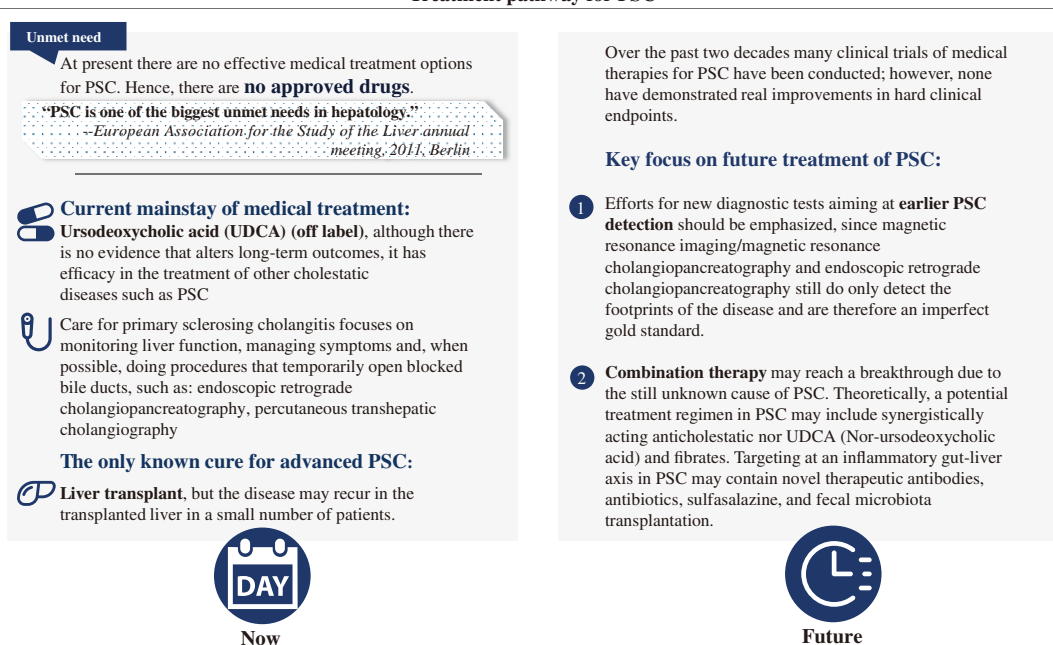 Treatment pathway for PSC
Unmet need
At present there are no effective medical treatment options
for PSC. Hence, there are no approved drugs.
“PSC is one of the biggest unmet needs in hepatology.”
--European Association for the Study of the Liver annual
meeting, 2011, Berlin
Current mainstay of medical treatment:
Ursodeoxycholic acid (UDCA) (off label), although there
is no evidence that alters long-term outcomes, it has
efficacy in the treatment of other cholestatic
diseases such as PSC
Care for primary sclerosing cholangitis focuses on
monitoring liver function, managing symptoms and, when
possible, doing procedures that temporarily open blocked
bile ducts, such as: endoscopic retrograde
cholangiopancreatography, percutaneous transhepatic
cholangiography
The only known cure for advanced PSC:
Liver transplant, but the disease may recur in the
transplanted liver in a small number of patients.
DAY
Now
Over the past two decades many clinical trials of medical
therapies for PSC have been conducted; however, none
have demonstrated real improvements in hard clinical
endpoints.
Key focus on future treatment of PSC:
1 Efforts for new diagnostic tests aiming at earlier PSC
detection should be emphasized, since magnetic
resonance imaging/magnetic resonance
cholangiopancreatography and endoscopic retrograde
cholangiopancreatography still do only detect the
footprints of the disease and are therefore an imperfect
gold standard.
2 Combination therapy may reach a breakthrough due to
the still unknown cause of PSC. Theoretically, a potential
treatment regimen in PSC may include synergistically
acting anticholestatic nor UDCA (Nor-ursodeoxycholic
acid) and fibrates. Targeting at an inflammatory gut-liver
axis in PSC may contain novel therapeutic antibodies,
antibiotics, sulfasalazine, and fecal microbiota
transplantation.
Future